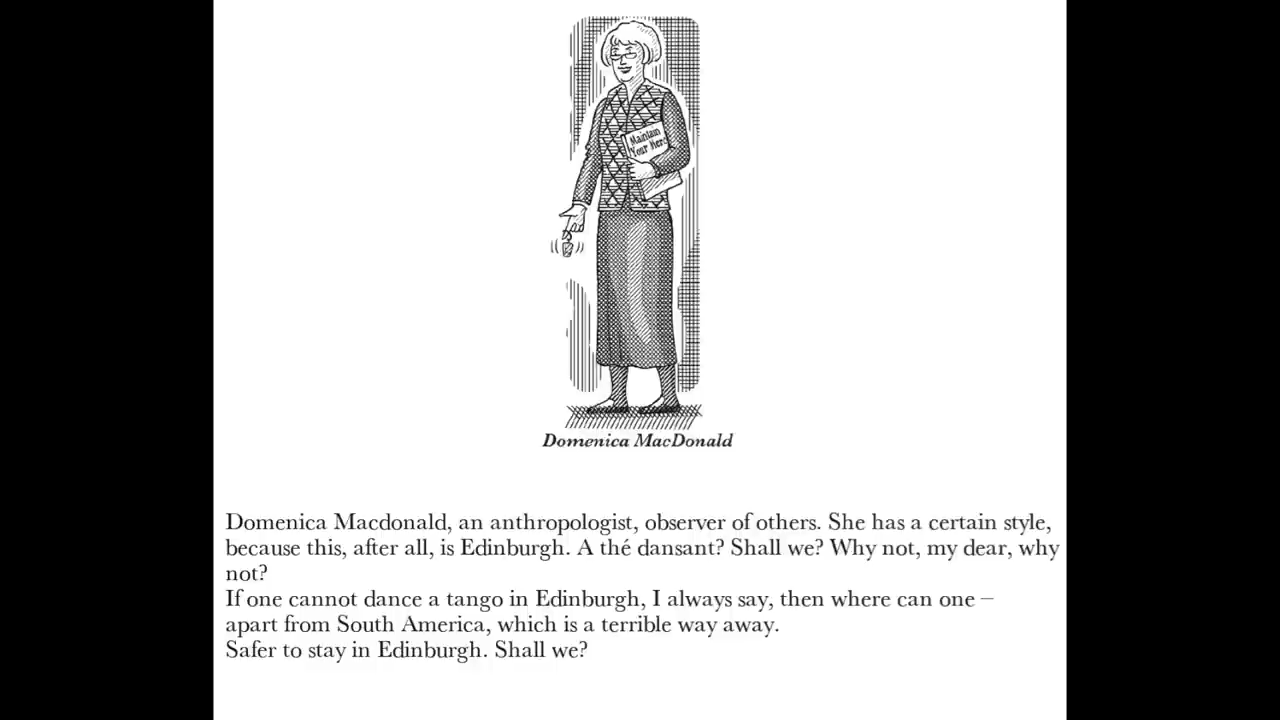 Maintain
Your
Domenica MacDonald
Domenica Macdonald, an anthropologist, observer of others. She has a certain style,
because this, after all, is Edinburgh. A thé dansant? Shall we? Why not, my dear, why
not?
If one cannot dance a tango in Edinburgh, I always say, then where can one –
apart from South America, which is a terrible way away.
Safer to stay in Edinburgh. Shall we?